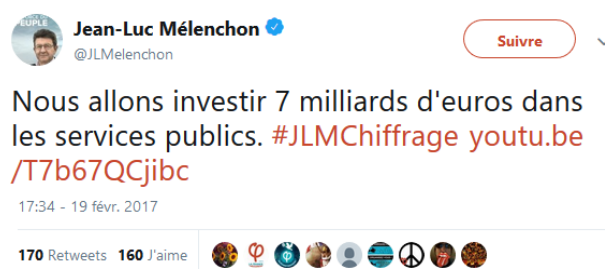 EUPLE
Jean-Luc Mélenchon
@JLMelenchon
Suivre
Nous allons investir 7 milliards d'euros dans
les services publics. #JLMChiffrage youtu.be
/T7b67QCjibc
17:34 - 19 févr. 2017
170 Retweets 160 J'aime